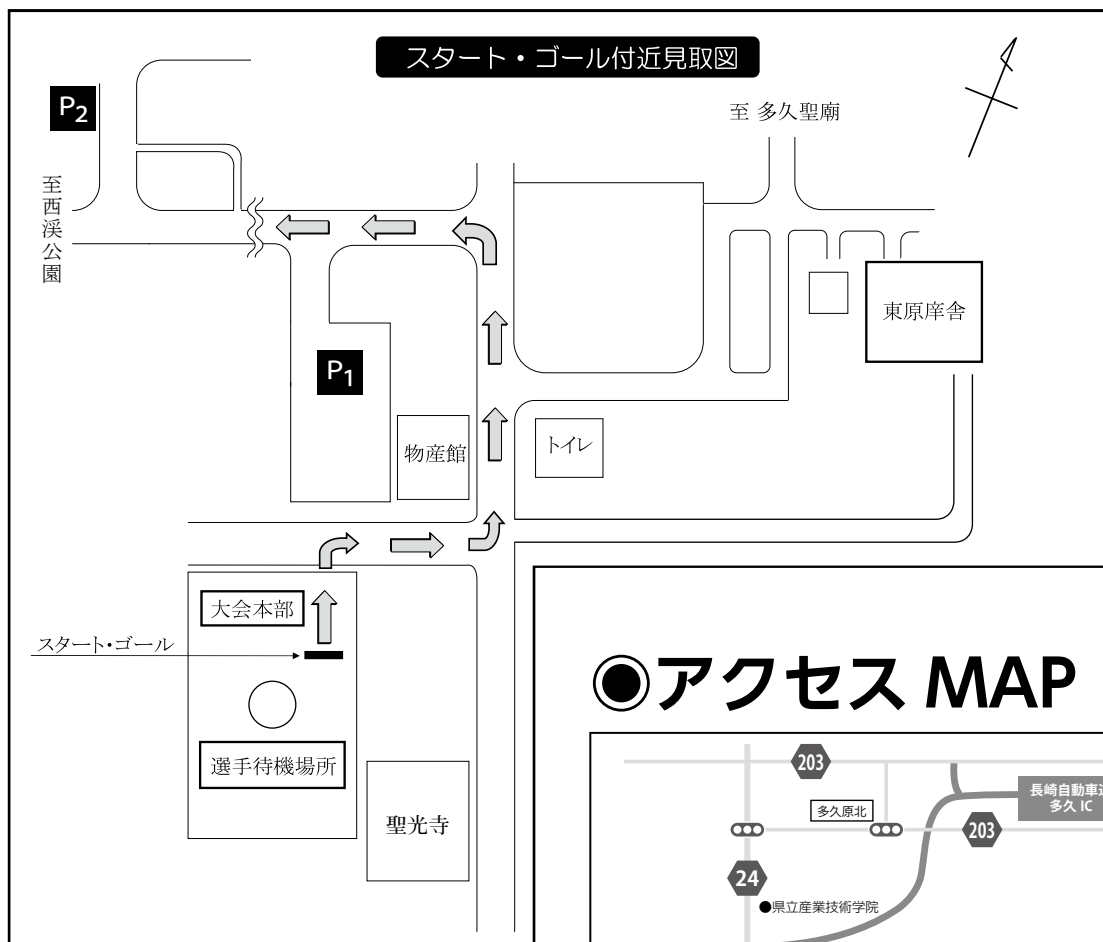 スタート・ゴール付近見取図
P2
至 多久聖廟
至西渓公園
東原庠舎
P1
物産館
トイレ
大会本部
スタート・ゴール
選手待機場所
聖光寺
◉アクセス MAP
203
長崎自動車道
多久 IC
多久原北
203
24
●県立産業技術学院